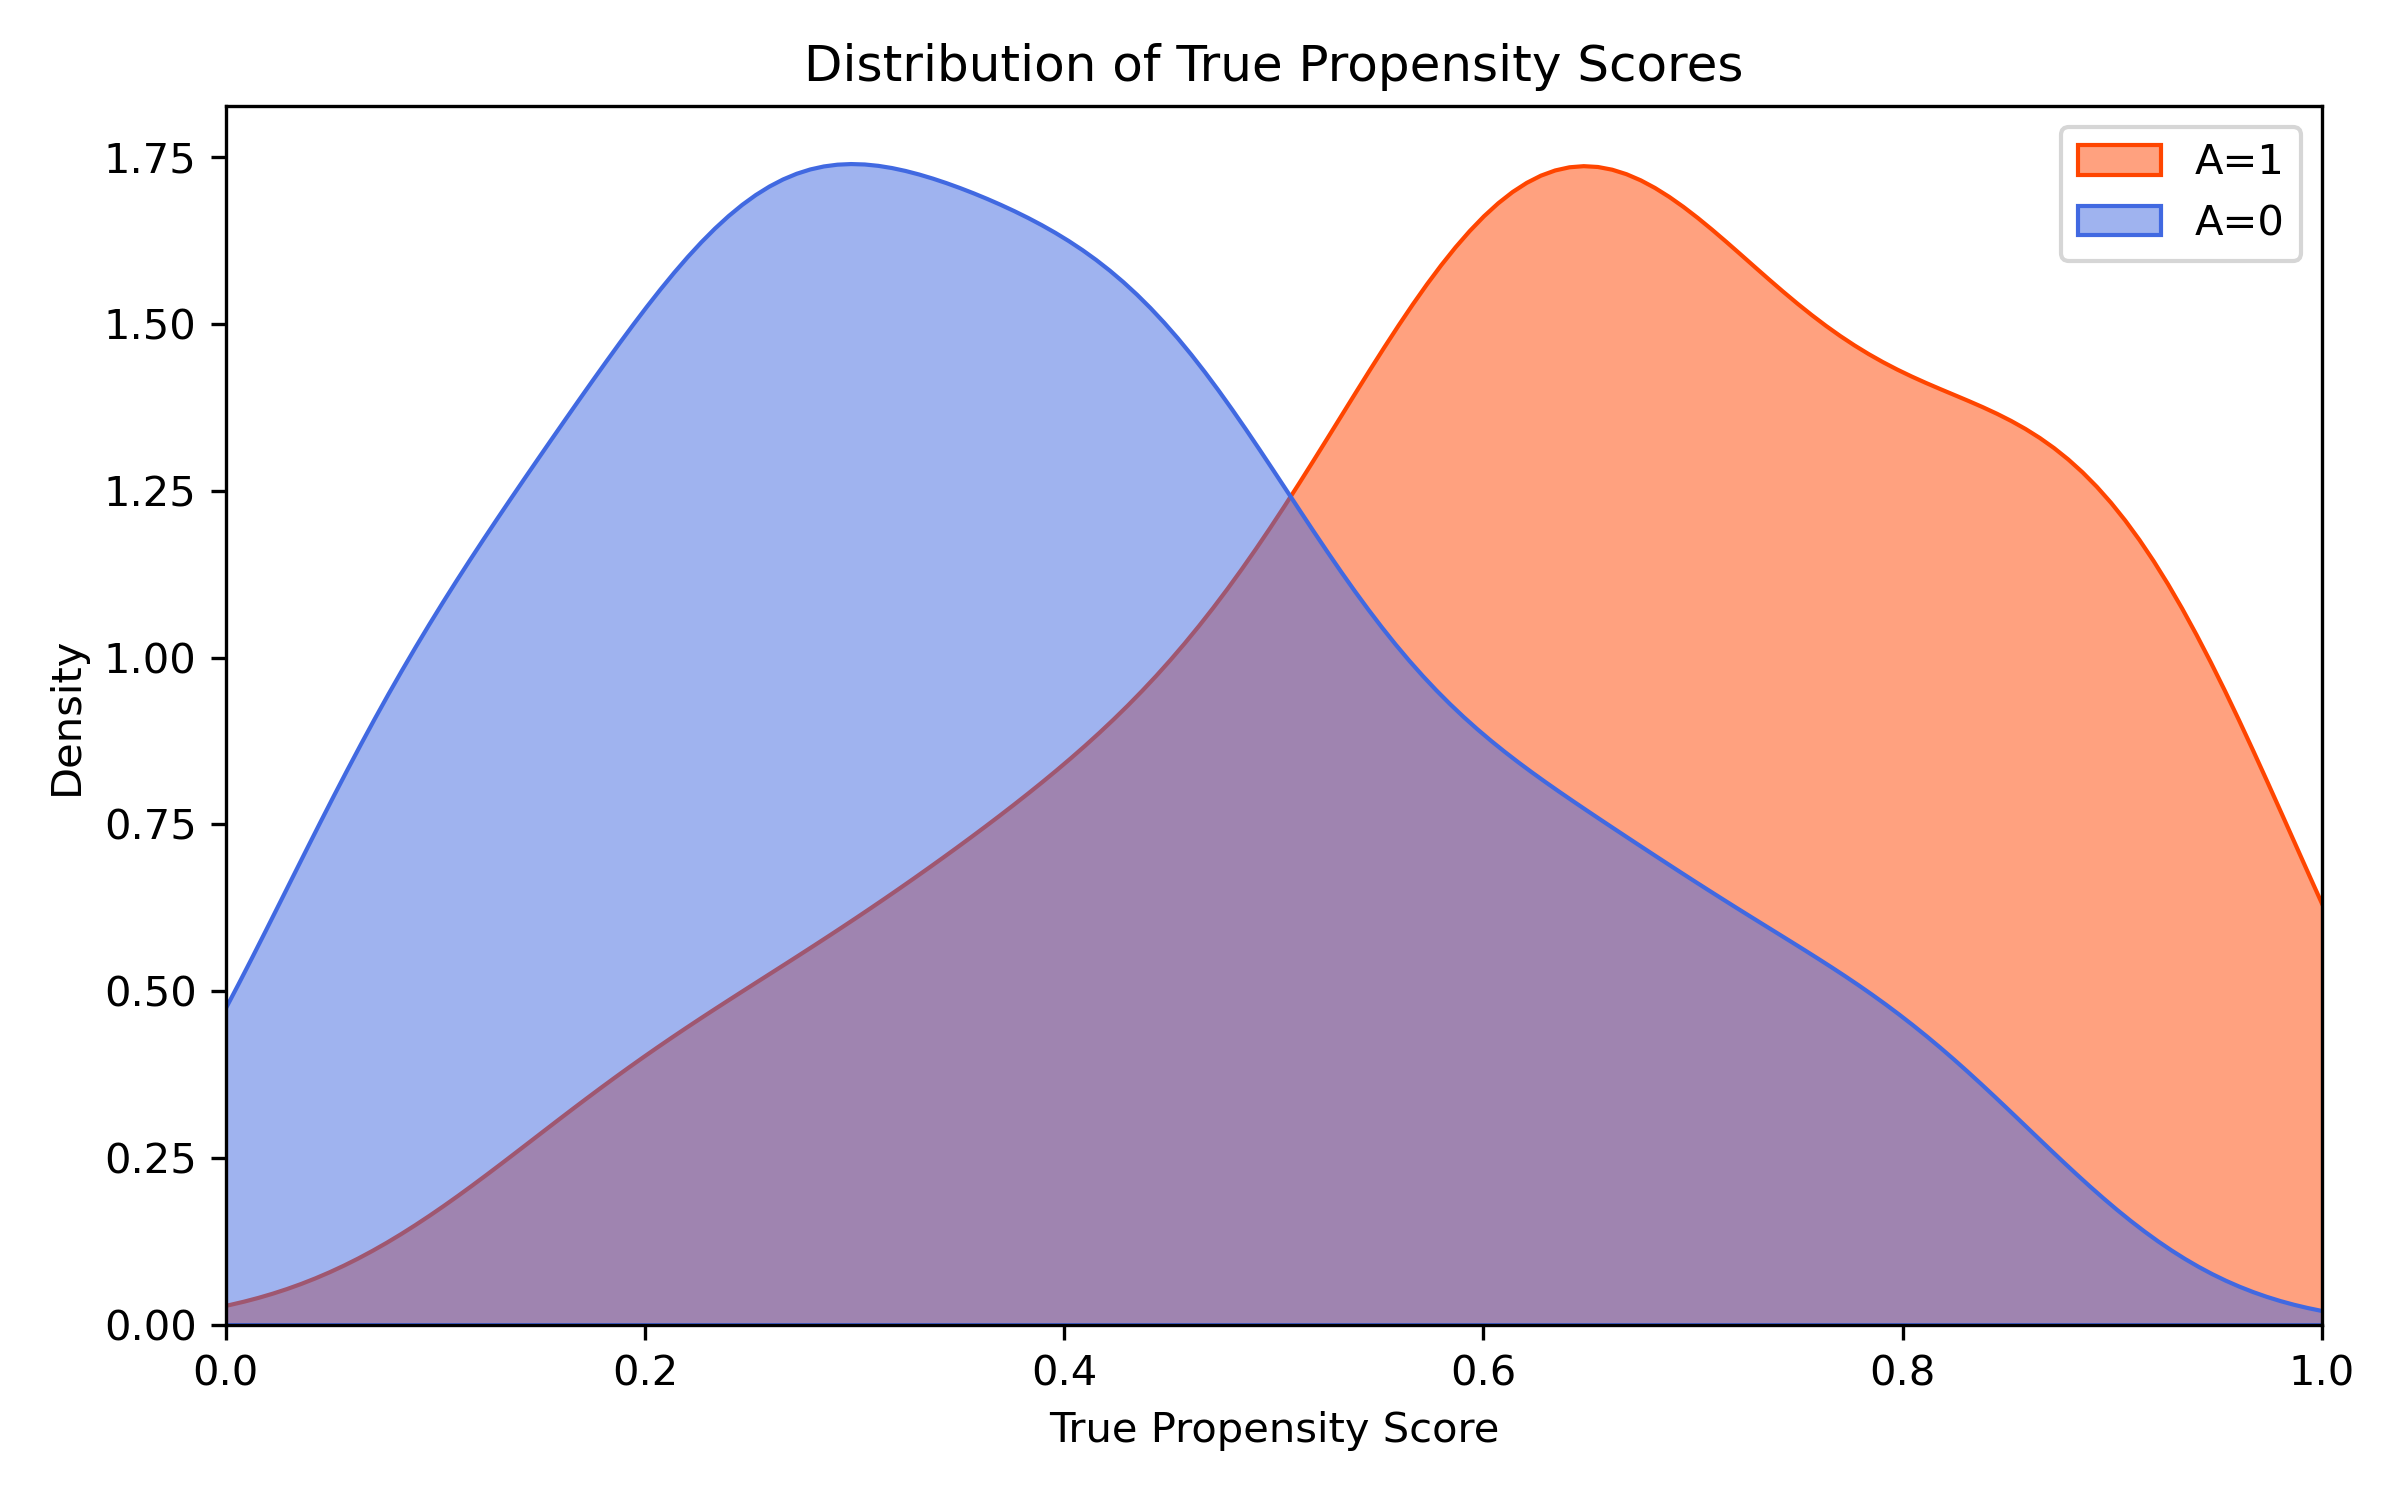 Distribution of True Propensity Scores
A=1
A=0
Density
1.75
1.50
1.25
1.00
0.75
0.50
0.25
0.00
0.0 0.2 0.4 0.6 0.8 1.0
True Propensity Score